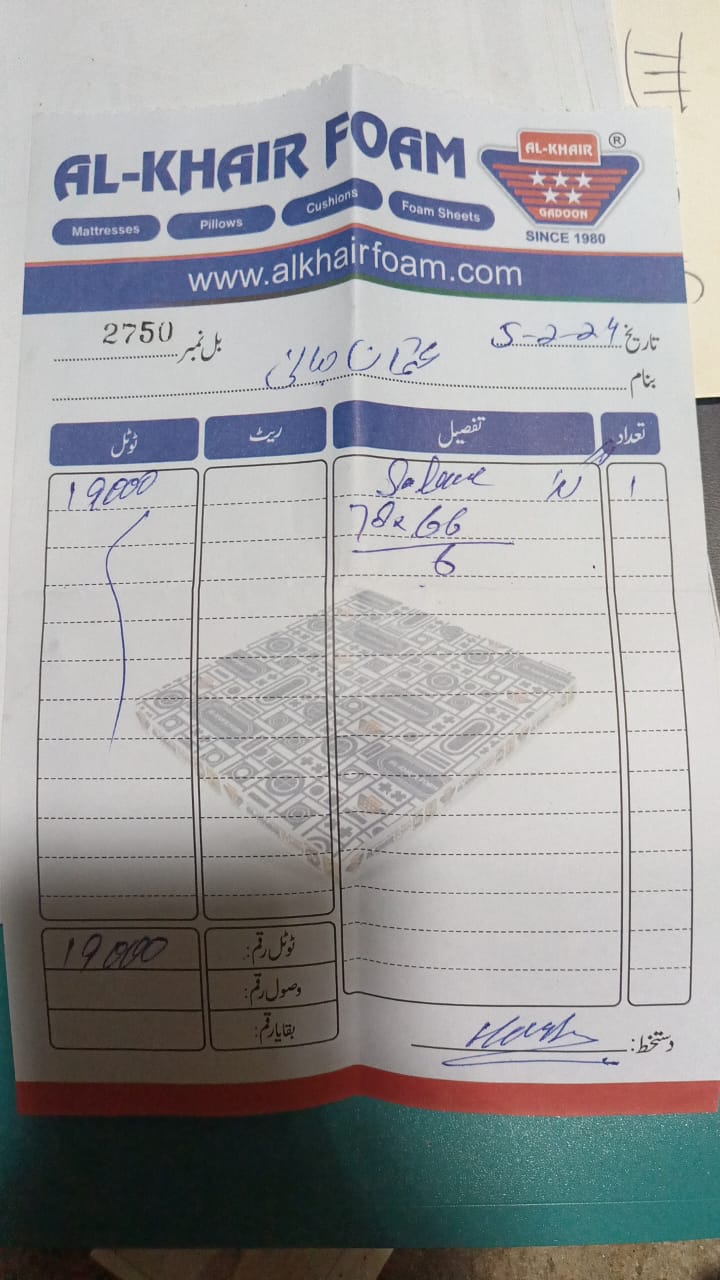 AL-KHAIR FOAM
AL-KHAIR ®
GADOON
SINCE 1980
Mattresses Pillows Cushions Foam Sheets
www.alkhairfoam.com
تاریخ 5-2-24 بل نمبر 2750
بنام عثمان بھائی
تعداد تفصیل ریٹ ٹوٹل
1 19000
78x66
6
ٹوٹل رقم: 19000
وصول رقم:
بقایا رقم:
دستخط: